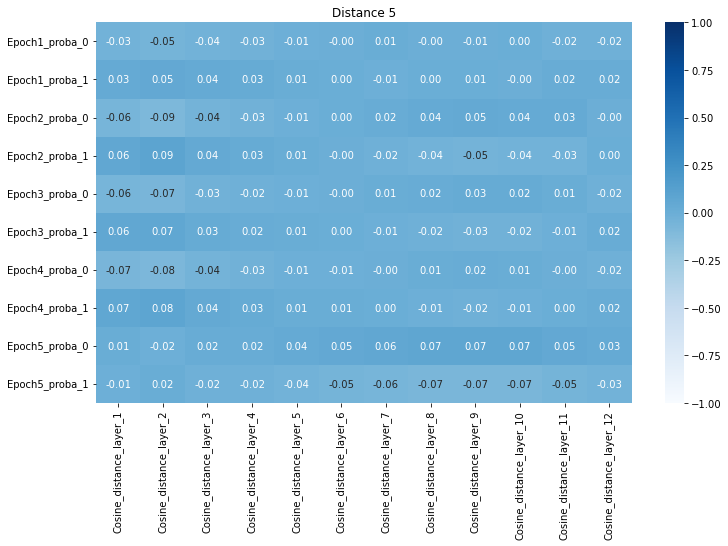 Distance 5
Epoch1_proba_0 -0.03 -0.05 -0.04 -0.03 -0.01 -0.00 0.01 -0.00 -0.01 0.00 -0.02 -0.02
Epoch1_proba_1 0.03 0.05 0.04 0.03 0.01 0.00 -0.01 0.00 0.01 -0.00 0.02 0.02
Epoch2_proba_0 -0.06 -0.09 -0.04 -0.03 -0.01 0.00 0.02 0.04 0.05 0.04 0.03 -0.00
Epoch2_proba_1 0.06 0.09 0.04 0.03 0.01 -0.00 -0.02 -0.04 -0.05 -0.04 -0.03 0.00
Epoch3_proba_0 -0.06 -0.07 -0.03 -0.02 -0.01 -0.00 0.01 0.02 0.03 0.02 0.01 -0.02
Epoch3_proba_1 0.06 0.07 0.03 0.02 0.01 0.00 -0.01 -0.02 -0.03 -0.02 -0.01 0.02
Epoch4_proba_0 -0.07 -0.08 -0.04 -0.03 -0.01 -0.01 -0.00 0.01 0.02 0.01 -0.00 -0.02
Epoch4_proba_1 0.07 0.08 0.04 0.03 0.01 0.01 0.00 -0.01 -0.02 -0.01 0.00 0.02
Epoch5_proba_0 0.01 -0.02 0.02 0.02 0.04 0.05 0.06 0.07 0.07 0.07 0.05 0.03
Epoch5_proba_1 -0.01 0.02 -0.02 -0.02 -0.04 -0.05 -0.06 -0.07 -0.07 -0.07 -0.05 -0.03
Cosine_distance_layer_1
Cosine_distance_layer_2
Cosine_distance_layer_3
Cosine_distance_layer_4
Cosine_distance_layer_5
Cosine_distance_layer_6
Cosine_distance_layer_7
Cosine_distance_layer_8
Cosine_distance_layer_9
Cosine_distance_layer_10
Cosine_distance_layer_11
Cosine_distance_layer_12
1.00
0.75
0.50
0.25
0.00
−0.25
−0.50
−0.75
−1.00